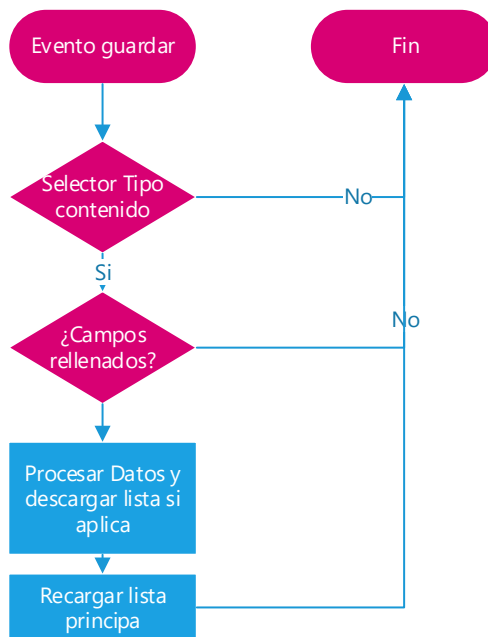 Evento guardar
Fin
Selector Tipo
contenido
No
Si
¿Campos
rellenados?
No
Procesar Datos y
descargar lista si
aplica
Recargar lista
principa